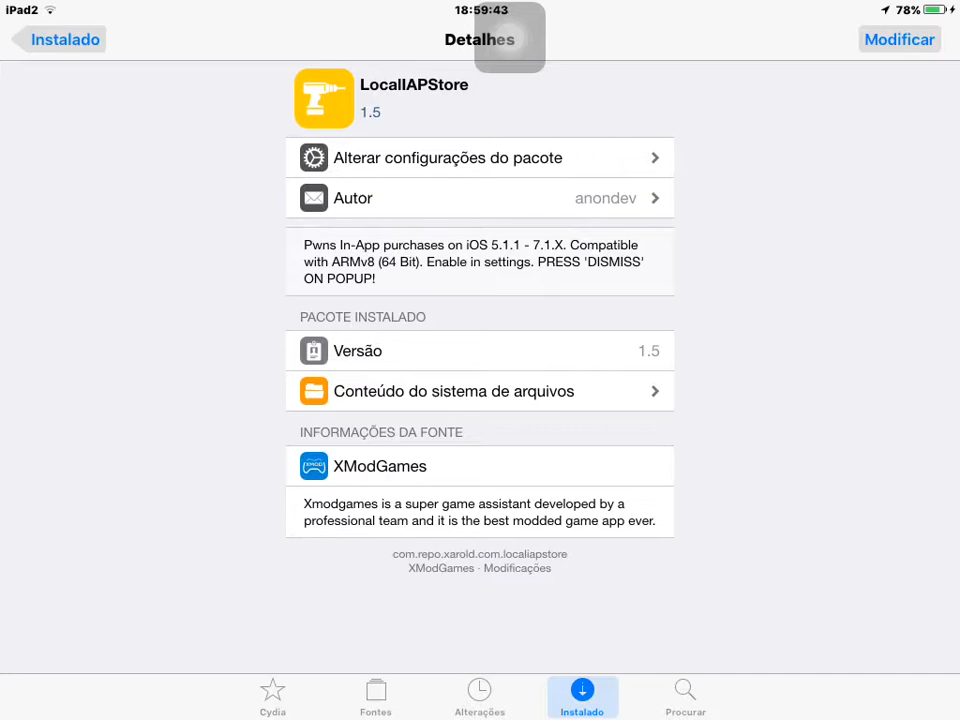 iPad2 18:59:43 78%
Instalado Detalhes Modificar
LocalIAPStore
1.5
Alterar configurações do pacote
Autor anondev
Pwns In-App purchases on iOS 5.1.1 - 7.1.X. Compatible
with ARMv8 (64 Bit). Enable in settings. PRESS 'DISMISS'
ON POPUP!
PACOTE INSTALADO
Versão 1.5
Conteúdo do sistema de arquivos
INFORMAÇÕES DA FONTE
XMOD XModGames
Xmodgames is a super game assistant developed by a
professional team and it is the best modded game app ever.
com.repo.xarold.com.localiapstore
XModGames · Modificações
Cydia Fontes Alterações Instalado Procurar